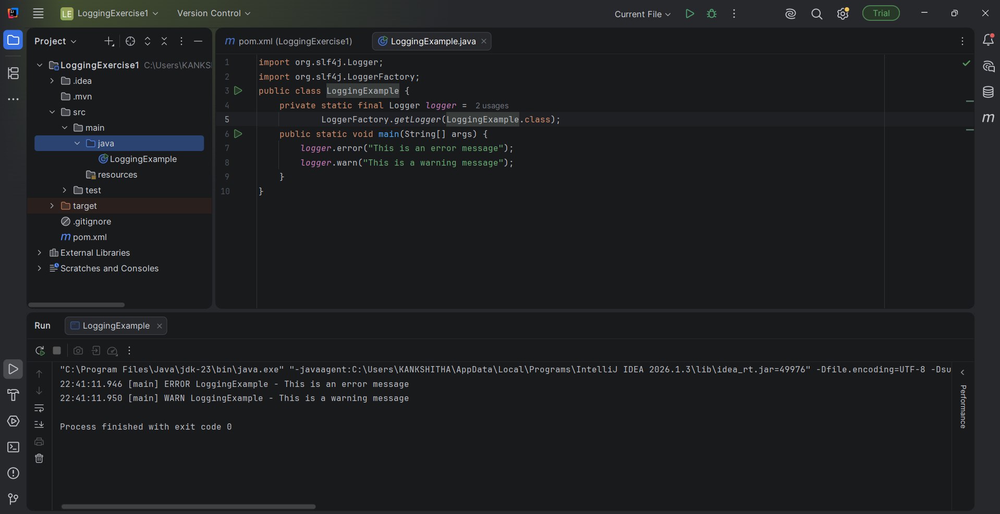 LE LoggingExercise1 Version Control Current File Trial
Project
pom.xml (LoggingExercise1) LoggingExample.java
LoggingExercise1 C:\Users\KANKSH
.idea
.mvn
src
main
java
LoggingExample
resources
test
target
.gitignore
pom.xml
External Libraries
Scratches and Consoles
1 import org.slf4j.Logger;
2 import org.slf4j.LoggerFactory;
3 public class LoggingExample {
4 private static final Logger logger = 2 usages
5 LoggerFactory.getLogger(LoggingExample.class);
6 public static void main(String[] args) {
7 logger.error("This is an error message");
8 logger.warn("This is a warning message");
9 }
10 }
Run LoggingExample
"C:\Program Files\Java\jdk-23\bin\java.exe" "-javaagent:C:\Users\KANKSHITHA\AppData\Local\Programs\IntelliJ IDEA 2026.1.3\lib\idea_rt.jar=49976" -Dfile.encoding=UTF-8 -Dsu
22:41:11.946 [main] ERROR LoggingExample - This is an error message
22:41:11.950 [main] WARN LoggingExample - This is a warning message
Process finished with exit code 0
Performance